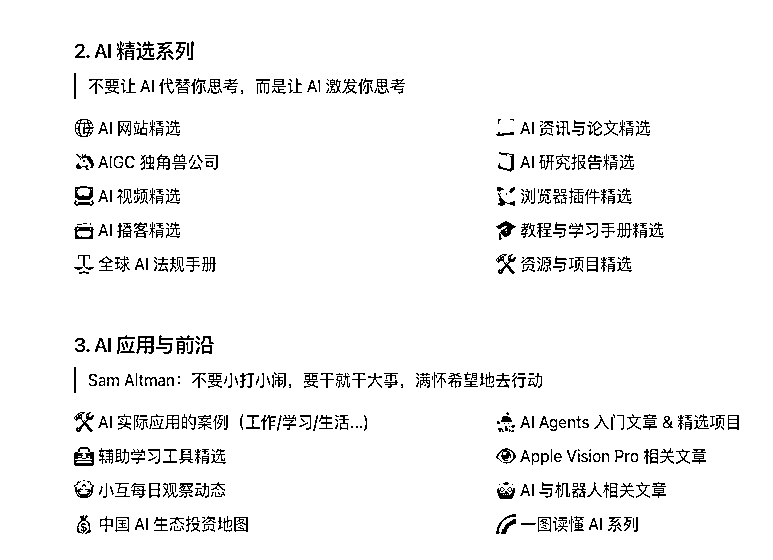 2. AI 精选系列
不要让 AI 代替你思考，而是让 AI 激发你思考
AI 网站精选
AI 资讯与论文精选
AIGC 独角兽公司
AI 研究报告精选
AI 视频精选
浏览器插件精选
AI 播客精选
教程与学习手册精选
全球 AI 法规手册
资源与项目精选
3. AI 应用与前沿
Sam Altman：不要小打小闹，要干就干大事，满怀希望地去行动
AI 实际应用的案例（工作/学习/生活...）
AI Agents 入门文章 & 精选项目
辅助学习工具精选
Apple Vision Pro 相关文章
小互每日观察动态
AI 与机器人相关文章
中国 AI 生态投资地图
一图读懂 AI 系列